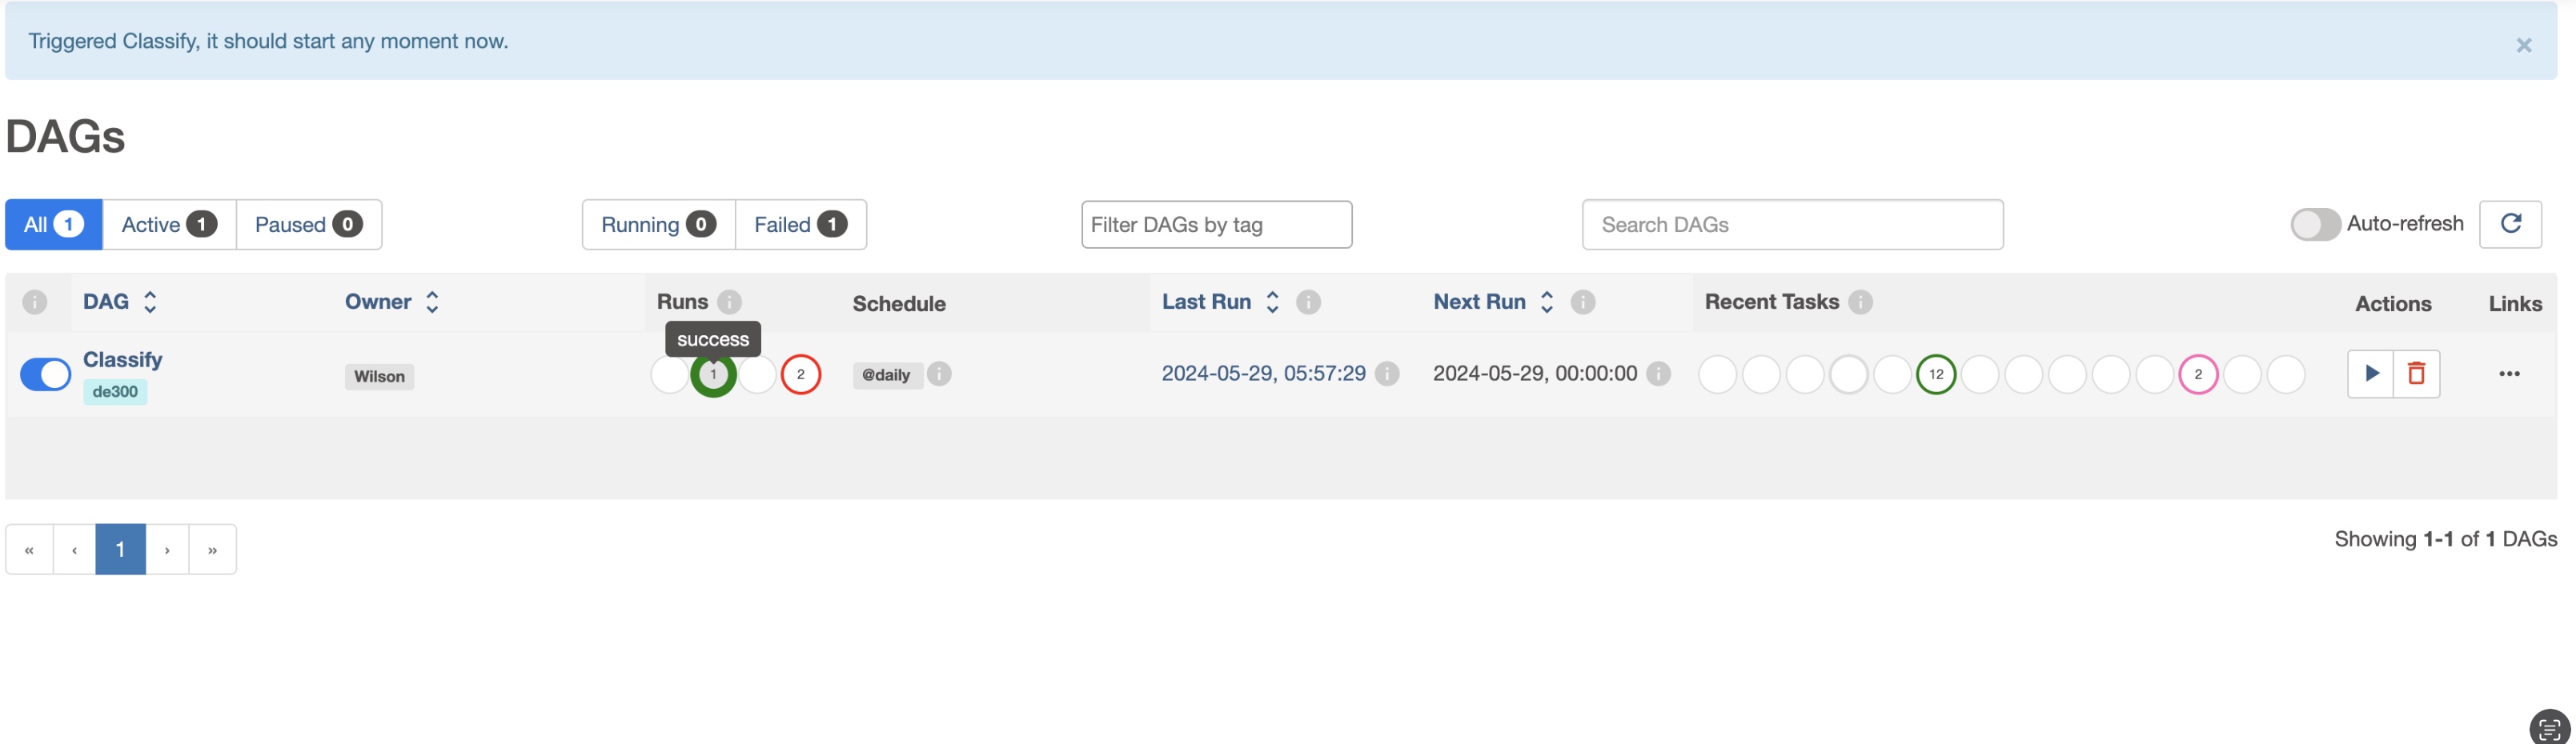 Triggered Classify, it should start any moment now.
×
DAGs
All 1 Active 1 Paused 0 Running 0 Failed 1 Filter DAGs by tag Search DAGs Auto-refresh
i DAG Owner Runs i Schedule Last Run i Next Run i Recent Tasks i Actions Links
success
Classify
de300
Wilson 1 2 @daily i 2024-05-29, 05:57:29 i 2024-05-29, 00:00:00 i 12 2 •••
« ‹ 1 › »
Showing 1-1 of 1 DAGs